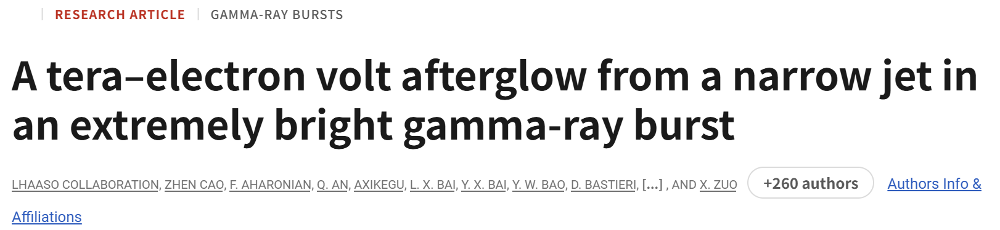 RESEARCH ARTICLE | GAMMA-RAY BURSTS
A tera–electron volt afterglow from a narrow jet in
an extremely bright gamma-ray burst
LHAASO COLLABORATION, ZHEN CAO, F. AHARONIAN, Q. AN, AXIKEGU, L. X. BAI, Y. X. BAI, Y. W. BAO, D. BASTIERI, [...] , AND X. ZUO +260 authors Authors Info &
Affiliations